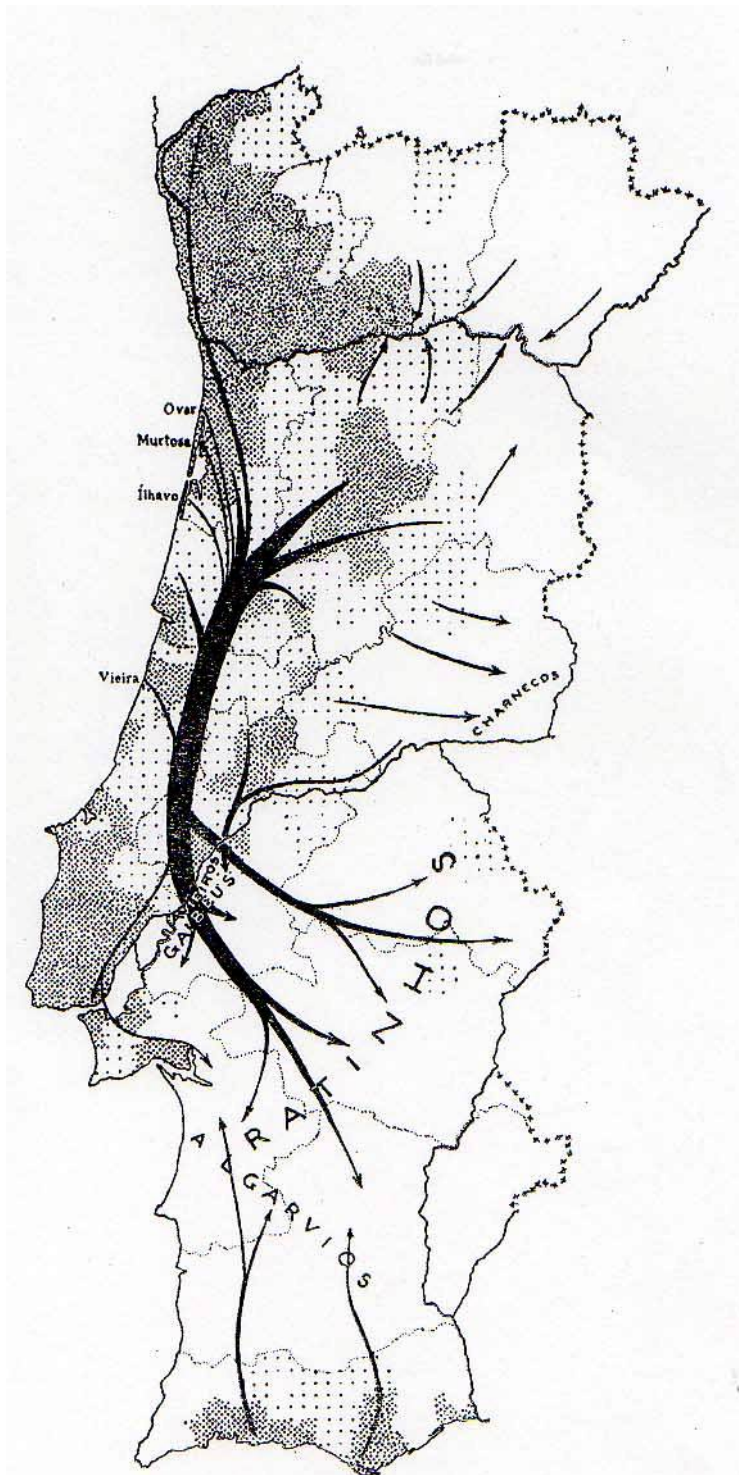 Ovar
Murtosa
Ílhavo
Vieira
CHARNECOS
GAIBÉUS
RATINHOS
ALGARVIOS